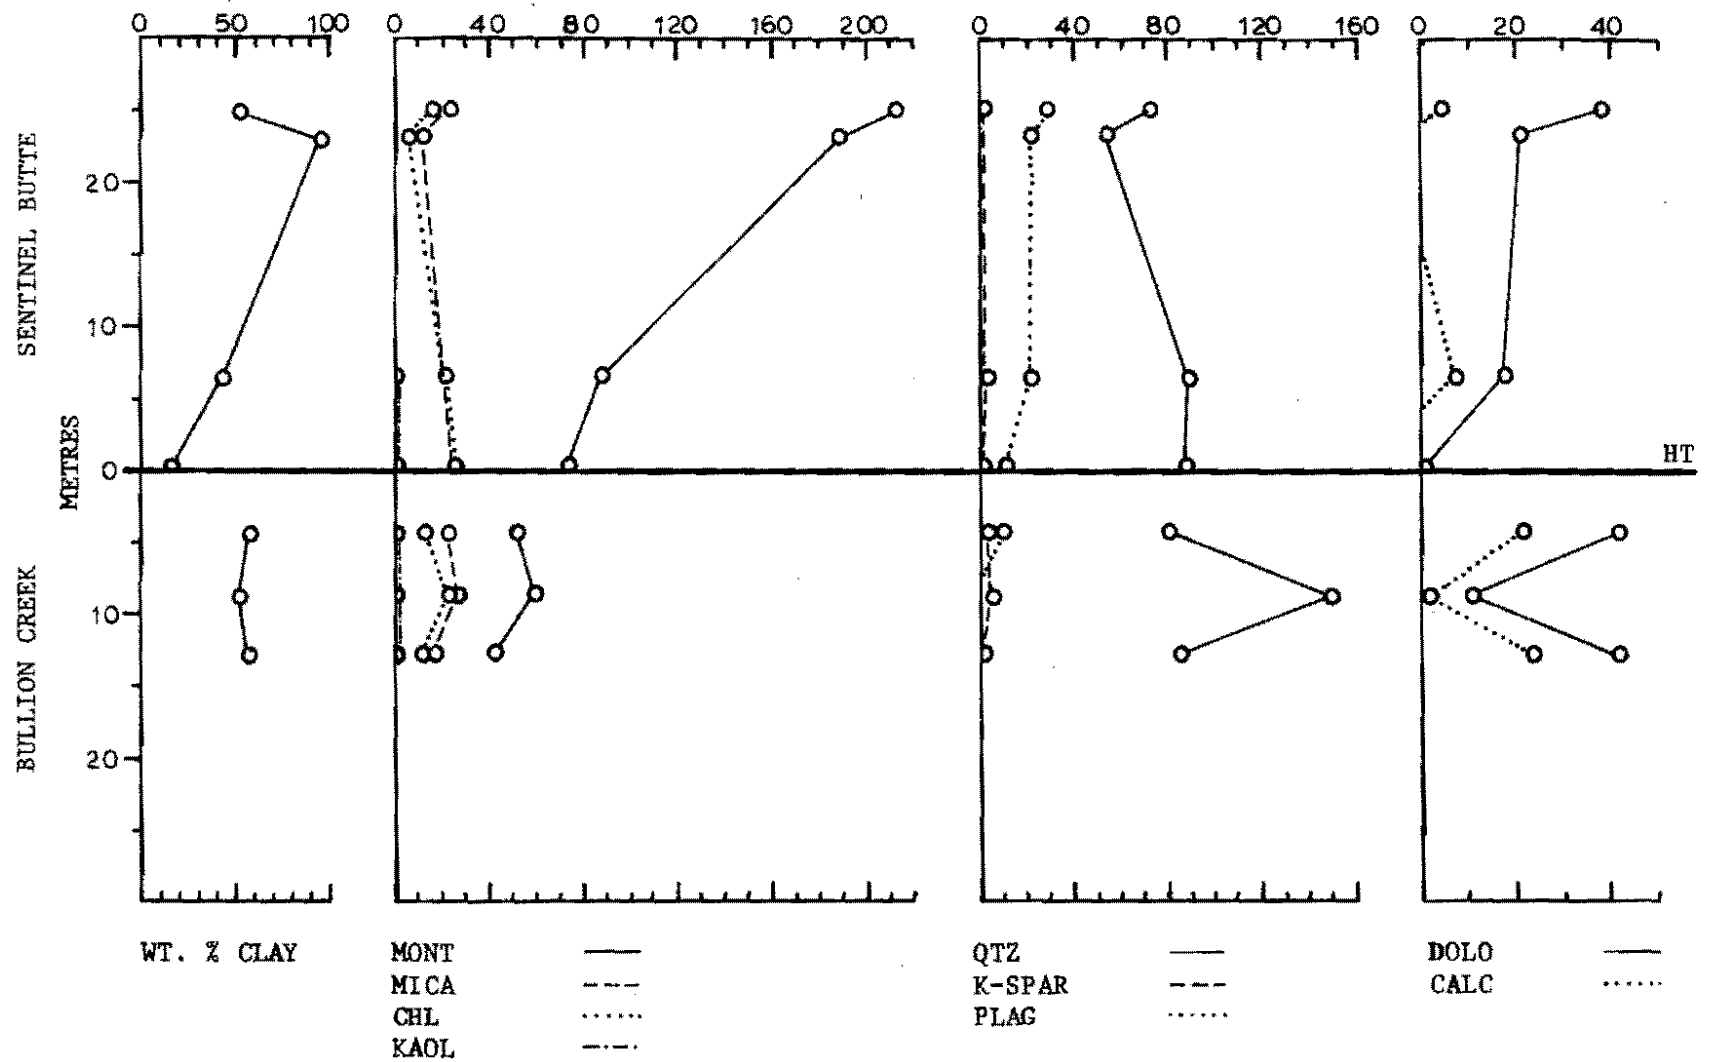 0 50 100 0 40 80 120 160 200 0 40 80 120 160 0 20 40
SENTINEL BUTTE
20
10
METRES
0
HT
BULLION CREEK
10
20
WT. % CLAY
MONT
MICA
CHL
KAOL
QTZ
K-SPAR
PLAG
DOLO
CALC